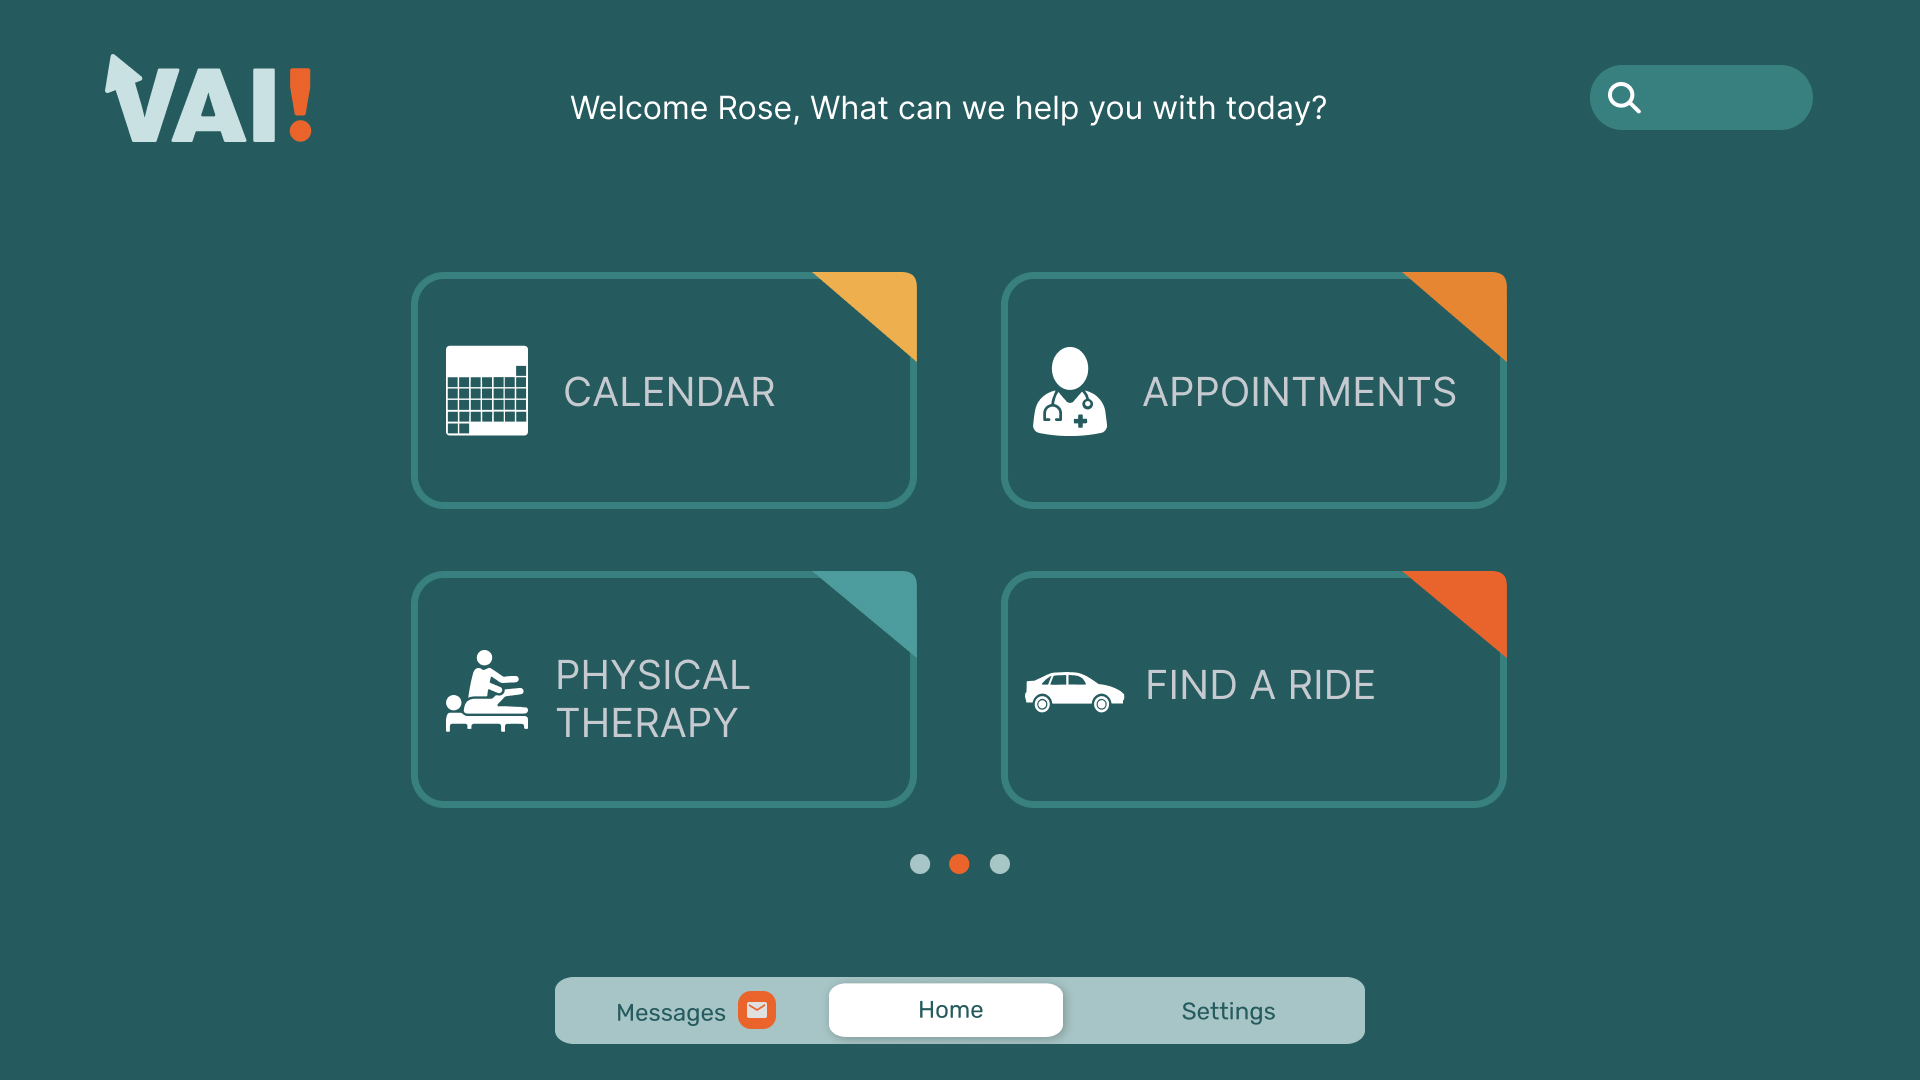 VAI!
Welcome Rose, What can we help you with today?
CALENDAR
APPOINTMENTS
PHYSICAL
THERAPY
FIND A RIDE
Messages
Home
Settings